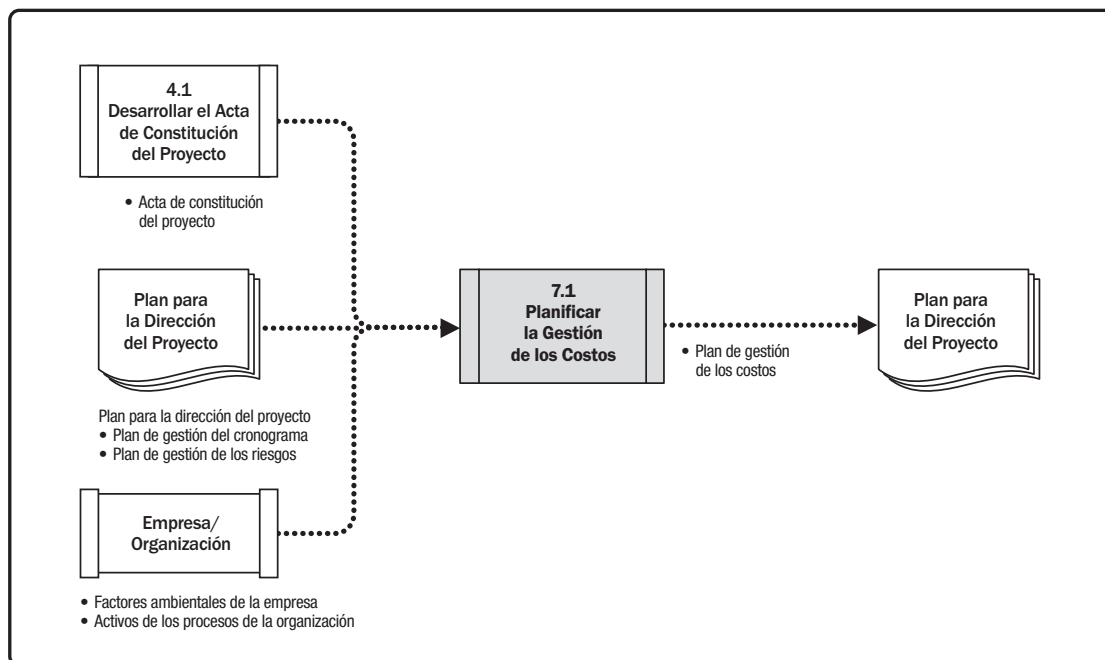 4.1
Desarrollar el Acta
de Constitución
del Proyecto
• Acta de constitución
del proyecto
Plan para
la Dirección
del Proyecto
Plan para la dirección del proyecto
• Plan de gestión del cronograma
• Plan de gestión de los riesgos
Empresa/
Organización
• Factores ambientales de la empresa
• Activos de los procesos de la organización
7.1
Planificar
la Gestión
de los Costos
• Plan de gestión
de los costos
Plan para
la Dirección
del Proyecto